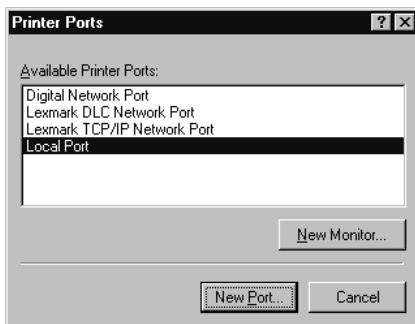 Printer Ports
Available Printer Ports:
Digital Network Port
Lexmark DLC Network Port
Lexmark TCP/IP Network Port
Local Port
New Monitor...
New Port...
Cancel